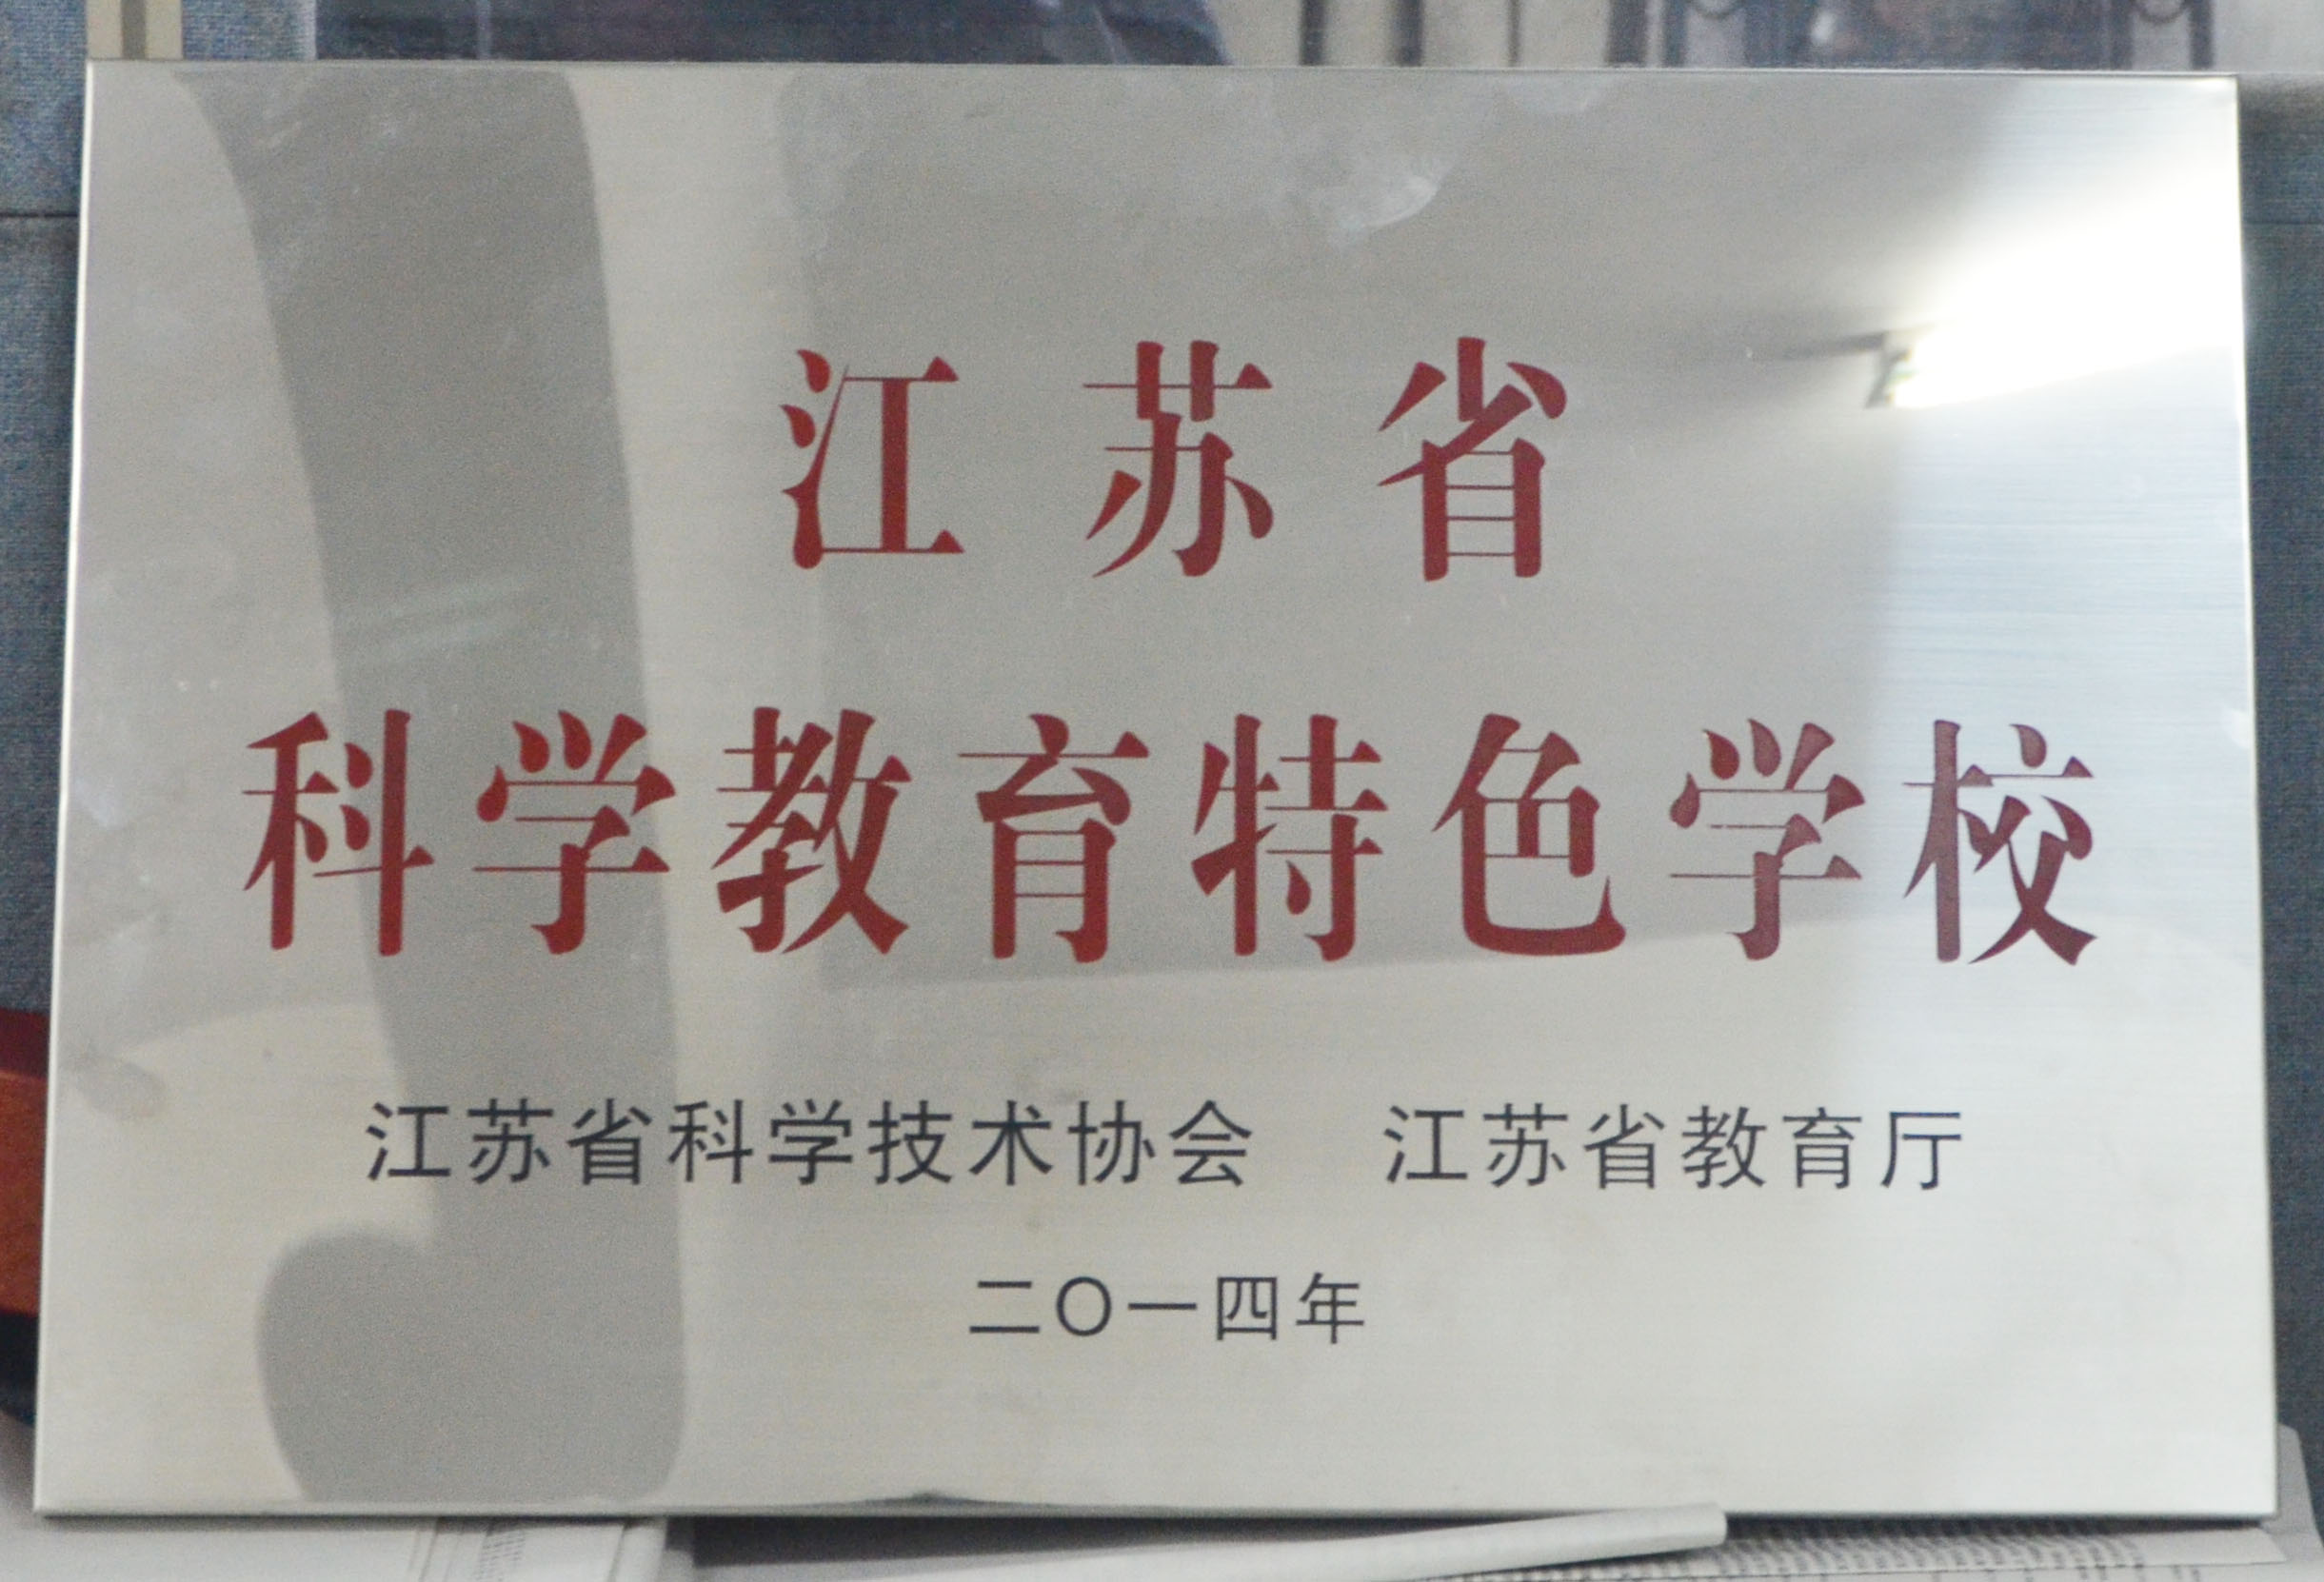 江苏省
科学教育特色学校
江苏省科学技术协会 江苏省教育厅
二〇一四年